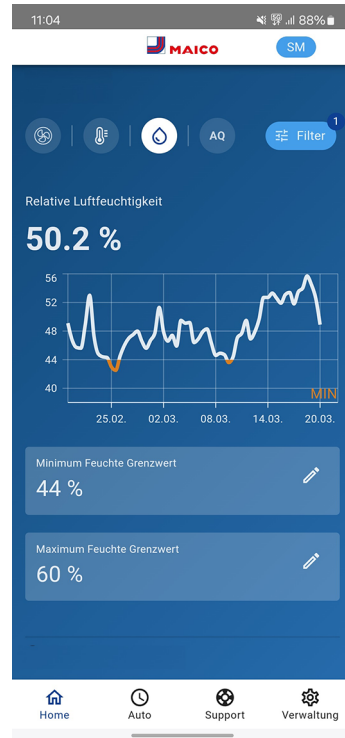 11:04
88%
MAICO
SM
AQ
Filter
1
Relative Luftfeuchtigkeit
50.2 %
56
52
48
44
40
MIN
25.02. 02.03. 08.03. 14.03. 20.03.
Minimum Feuchte Grenzwert
44 %
Maximum Feuchte Grenzwert
60 %
Home Auto Support Verwaltung